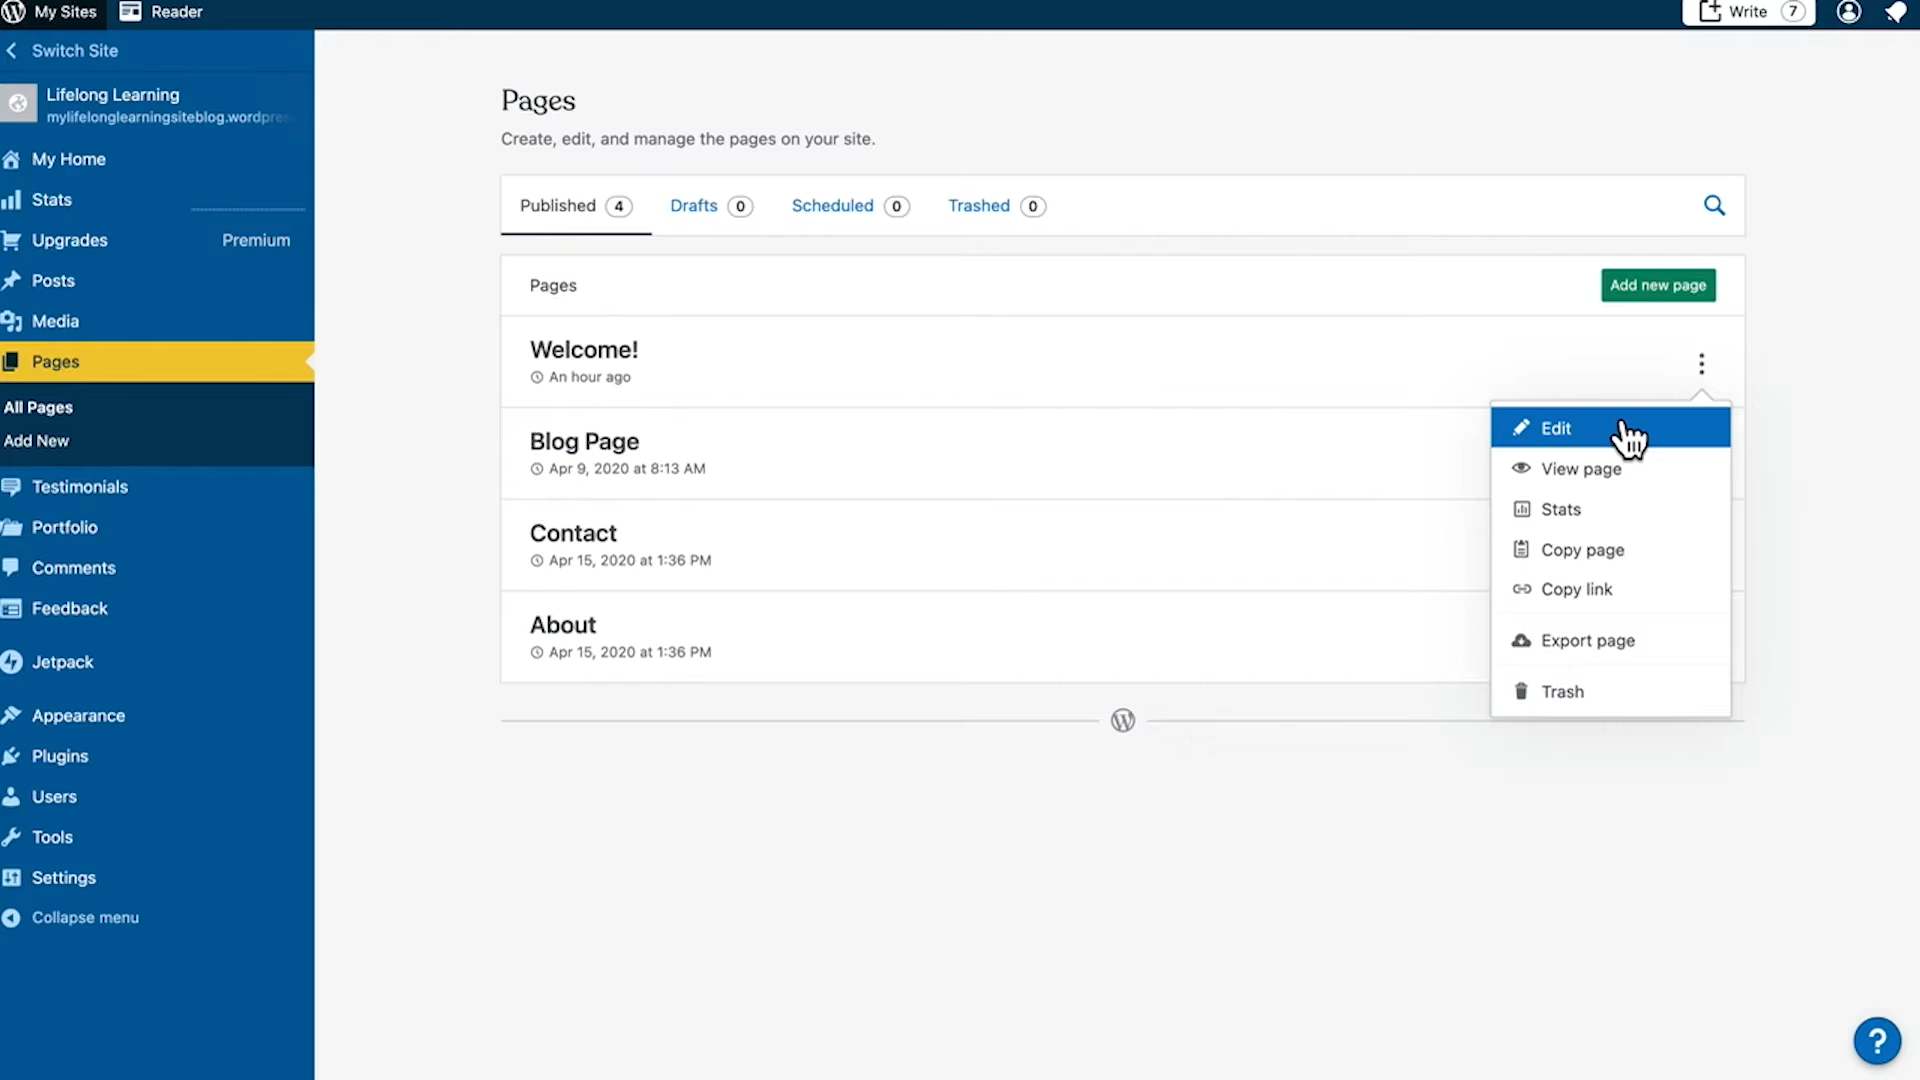 My Sites
Reader
Write 7
Switch Site
Lifelong Learning
mylifelonglearningsiteblog.wordpres
My Home
Stats
Upgrades Premium
Posts
Media
Pages
All Pages
Add New
Testimonials
Portfolio
Comments
Feedback
Jetpack
Appearance
Plugins
Users
Tools
Settings
Collapse menu
Pages
Create, edit, and manage the pages on your site.
Published 4 Drafts 0 Scheduled 0 Trashed 0
Pages
Add new page
Welcome!
An hour ago
Blog Page
Apr 9, 2020 at 8:13 AM
Contact
Apr 15, 2020 at 1:36 PM
About
Apr 15, 2020 at 1:36 PM
Edit
View page
Stats
Copy page
Copy link
Export page
Trash
?